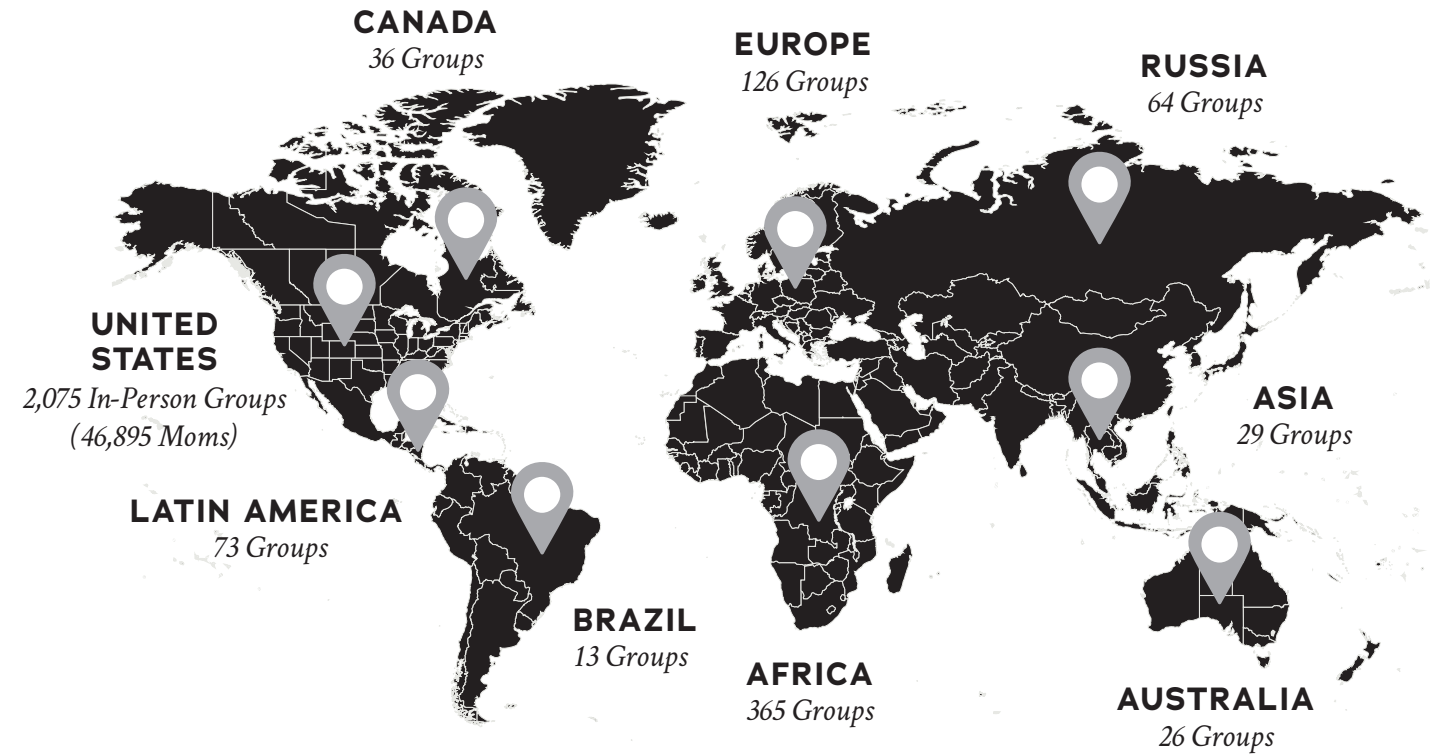 CANADA
36 Groups
EUROPE
126 Groups
RUSSIA
64 Groups
UNITED
STATES
2,075 In-Person Groups
(46,895 Moms)
ASIA
29 Groups
LATIN AMERICA
73 Groups
BRAZIL
13 Groups
AFRICA
365 Groups
AUSTRALIA
26 Groups